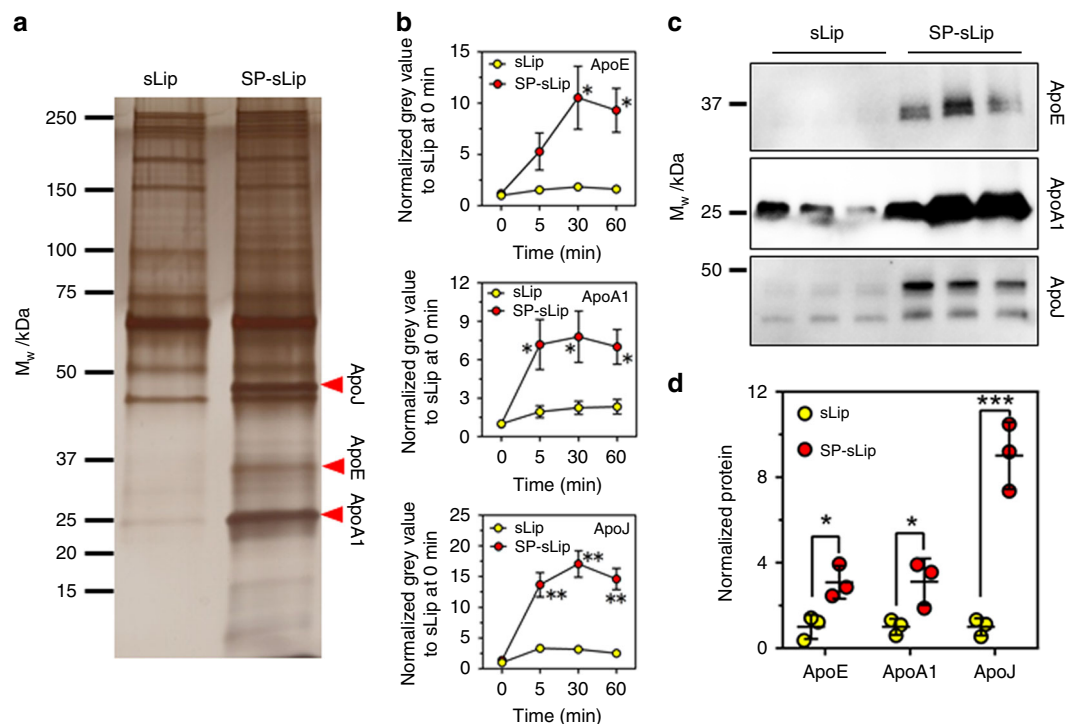 a
sLip SP-sLip
250
150
100
75
50
37
25
20
15
Mw /kDa
ApoJ
ApoE
ApoA1
b
Normalized grey value
to sLip at 0 min
15
10
5
0
sLip
SP-sLip
ApoE
*
*
0 5 30 60
Time (min)
Normalized grey value
to sLip at 0 min
12
9
6
3
0
sLip
SP-sLip
ApoA1
*
*
*
0 5 30 60
Time (min)
Normalized grey value
to sLip at 0 min
25
20
15
10
5
0
sLip
SP-sLip
ApoJ
**
**
**
0 5 30 60
Time (min)
c
sLip SP-sLip
Mw /kDa
37
ApoE
25
ApoA1
50
ApoJ
d
Normalized protein
12
8
4
0
sLip
SP-sLip
*
*
***
ApoE ApoA1 ApoJ